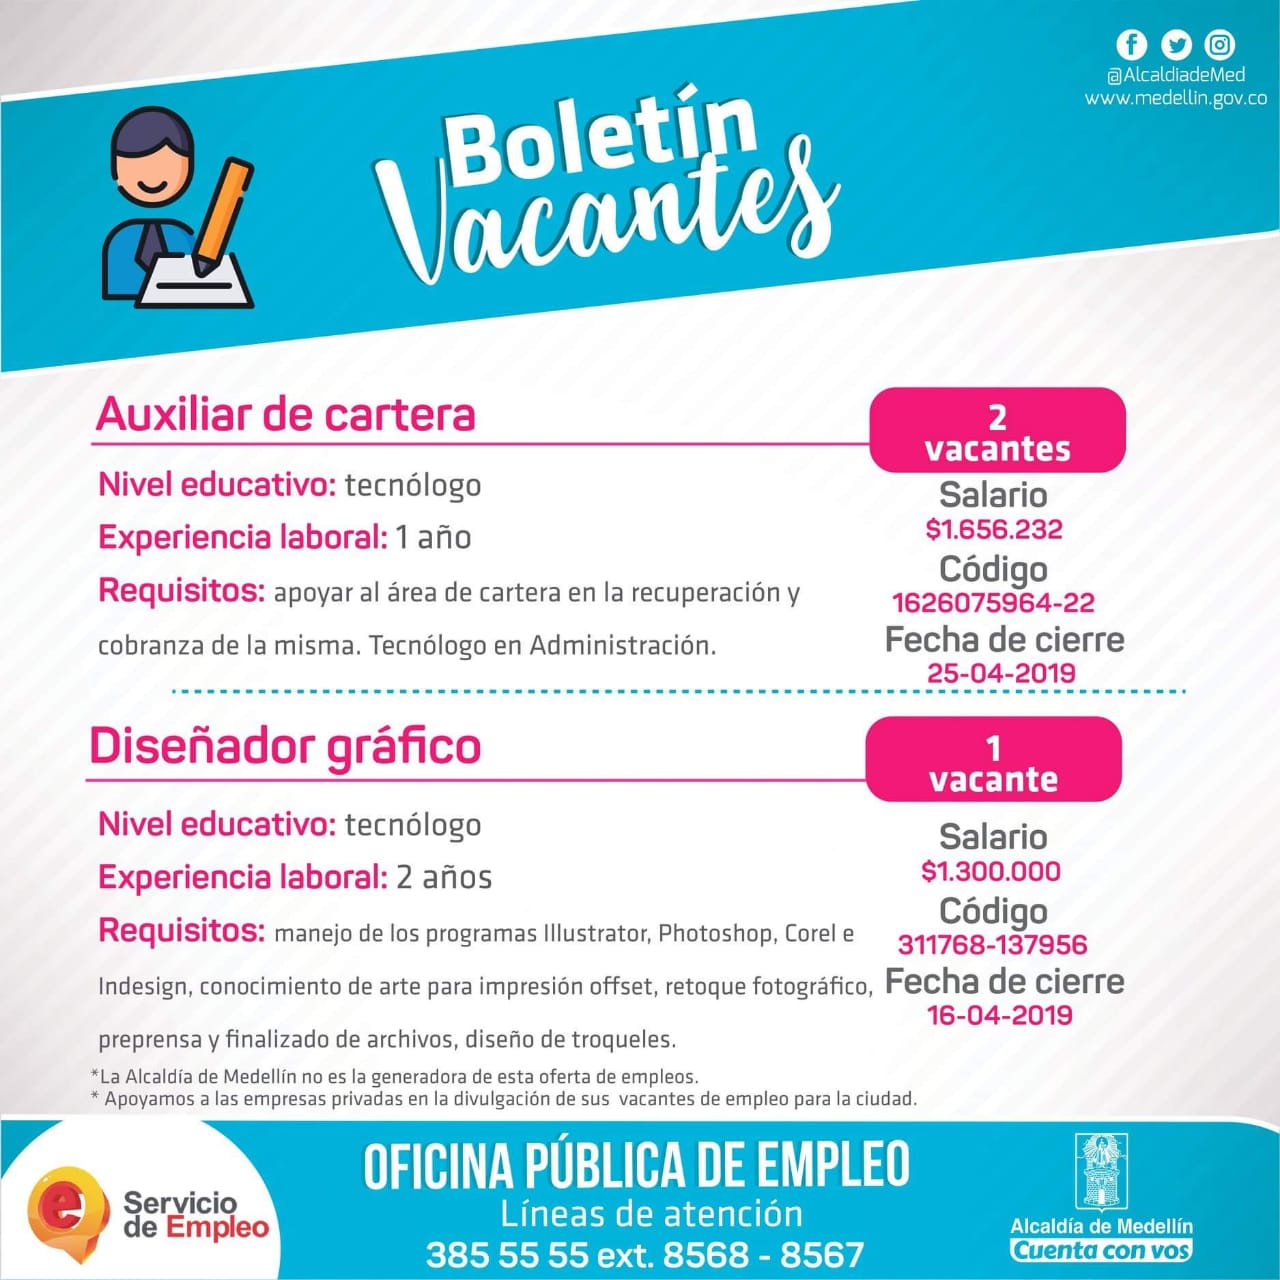 @AlcaldiadeMed
www.medellin.gov.co
Boletín
Vacantes
Auxiliar de cartera
2
vacantes
Nivel educativo: tecnólogo
Experiencia laboral: 1 año
Requisitos: apoyar al área de cartera en la recuperación y
cobranza de la misma. Tecnólogo en Administración.
Salario
$1.656.232
Código
1626075964-22
Fecha de cierre
25-04-2019
Diseñador gráfico
1
vacante
Nivel educativo: tecnólogo
Experiencia laboral: 2 años
Requisitos: manejo de los programas Illustrator, Photoshop, Corel e
Indesign, conocimiento de arte para impresión offset, retoque fotográfico,
preprensa y finalizado de archivos, diseño de troqueles.
Salario
$1.300.000
Código
311768-137956
Fecha de cierre
16-04-2019
*La Alcaldía de Medellín no es la generadora de esta oferta de empleos.
* Apoyamos a las empresas privadas en la divulgación de sus vacantes de empleo para la ciudad.
e
Servicio
de Empleo
OFICINA PÚBLICA DE EMPLEO
Líneas de atención
385 55 55 ext. 8568 - 8567
Alcaldía de Medellín
Cuenta con vos